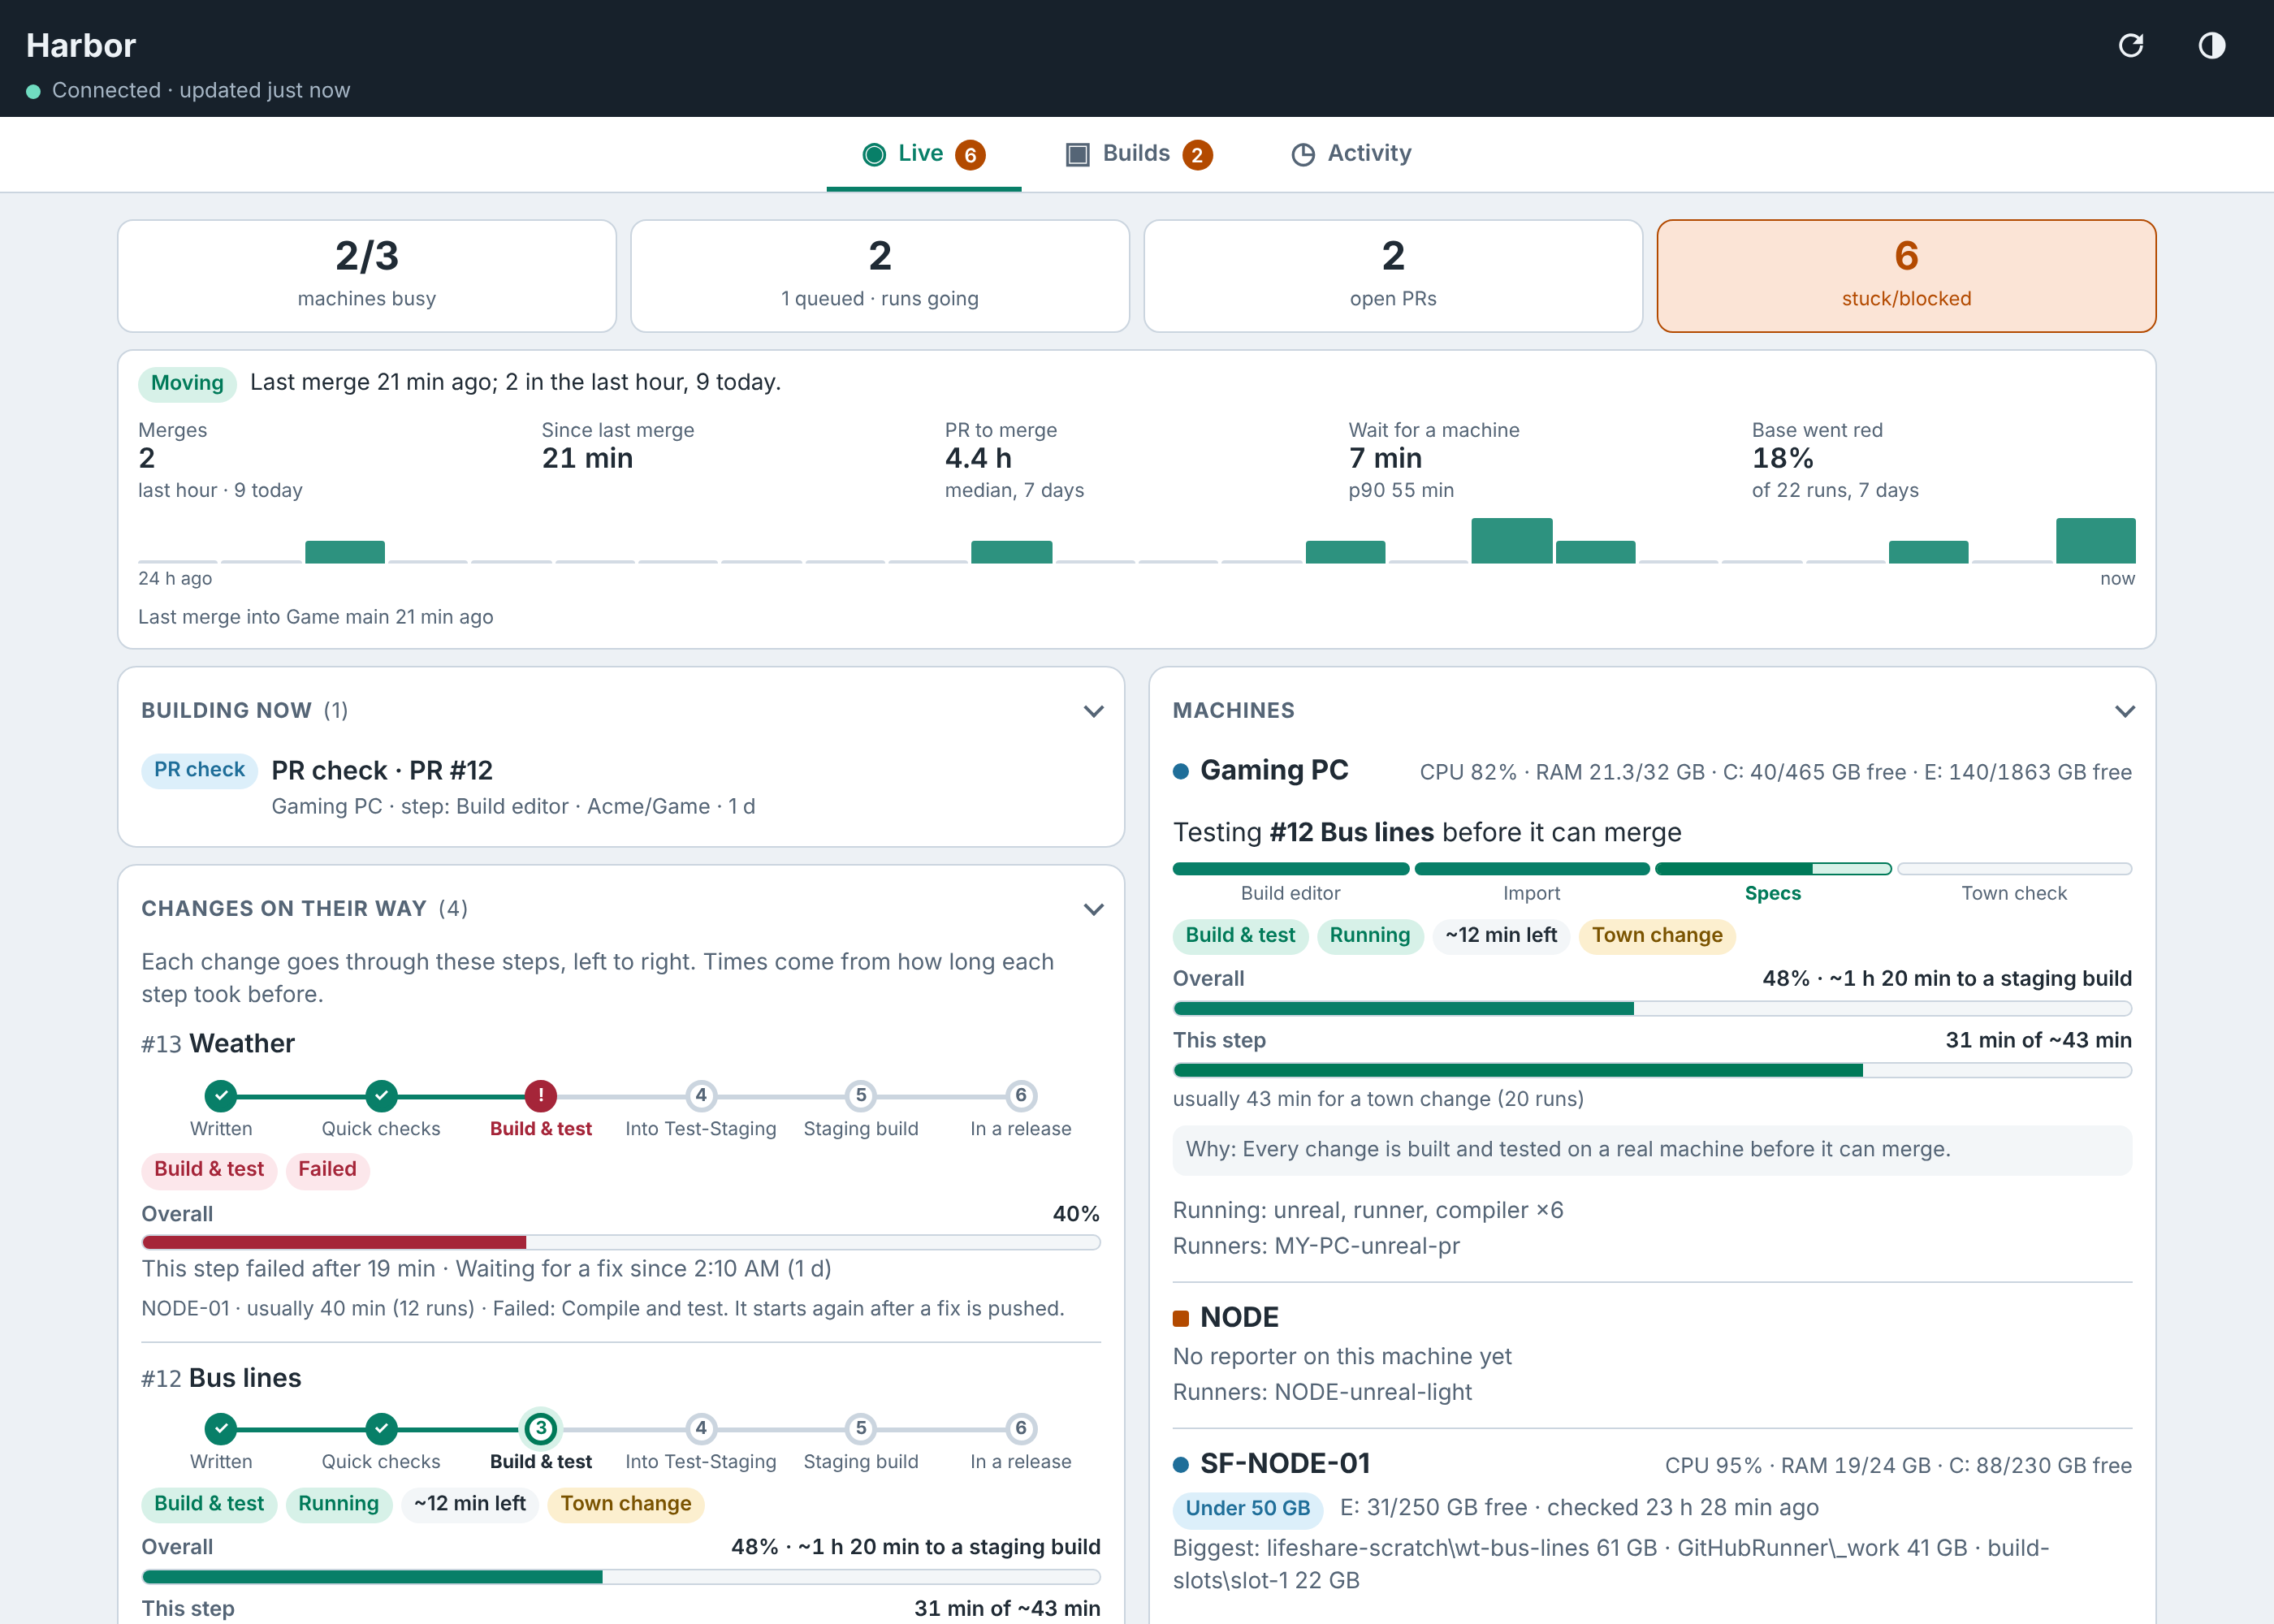 Harbor
Connected · updated just now
Live 6
Builds 2
Activity
2/3
machines busy
2
1 queued · runs going
2
open PRs
6
stuck/blocked
Moving Last merge 21 min ago; 2 in the last hour, 9 today.
Merges
2
last hour · 9 today
Since last merge
21 min
PR to merge
4.4 h
median, 7 days
Wait for a machine
7 min
p90 55 min
Base went red
18%
of 22 runs, 7 days
24 h ago
now
Last merge into Game main 21 min ago
BUILDING NOW (1)
PR check PR check · PR #12
Gaming PC · step: Build editor · Acme/Game · 1 d
CHANGES ON THEIR WAY (4)
Each change goes through these steps, left to right. Times come from how long each
step took before.
#13 Weather
! 4 5 6
Written Quick checks Build & test Into Test-Staging Staging build In a release
Build & test Failed
Overall 40%
This step failed after 19 min · Waiting for a fix since 2:10 AM (1 d)
NODE-01 · usually 40 min (12 runs) · Failed: Compile and test. It starts again after a fix is pushed.
#12 Bus lines
3 4 5 6
Written Quick checks Build & test Into Test-Staging Staging build In a release
Build & test Running ~12 min left Town change
Overall 48% · ~1 h 20 min to a staging build
This step 31 min of ~43 min
MACHINES
Gaming PC CPU 82% · RAM 21.3/32 GB · C: 40/465 GB free · E: 140/1863 GB free
Testing #12 Bus lines before it can merge
Build editor Import Specs Town check
Build & test Running ~12 min left Town change
Overall 48% · ~1 h 20 min to a staging build
This step 31 min of ~43 min
usually 43 min for a town change (20 runs)
Why: Every change is built and tested on a real machine before it can merge.
Running: unreal, runner, compiler ×6
Runners: MY-PC-unreal-pr
NODE
No reporter on this machine yet
Runners: NODE-unreal-light
SF-NODE-01 CPU 95% · RAM 19/24 GB · C: 88/230 GB free
Under 50 GB E: 31/250 GB free · checked 23 h 28 min ago
Biggest: lifeshare-scratch\wt-bus-lines 61 GB · GitHubRunner\_work 41 GB · build-
slots\slot-1 22 GB